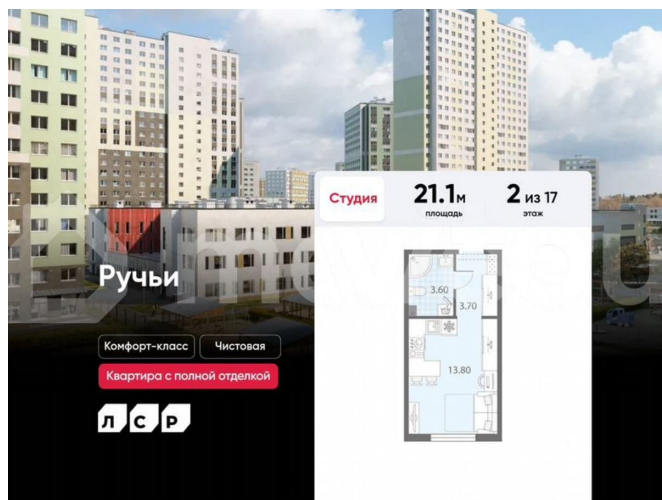 Студия
21.1м
площадь
2 из 17
этаж
Ручьи
3.60
3.70
Комфорт-класс
Чистовая
13.80
Квартира с полной отделкой
ЛСР